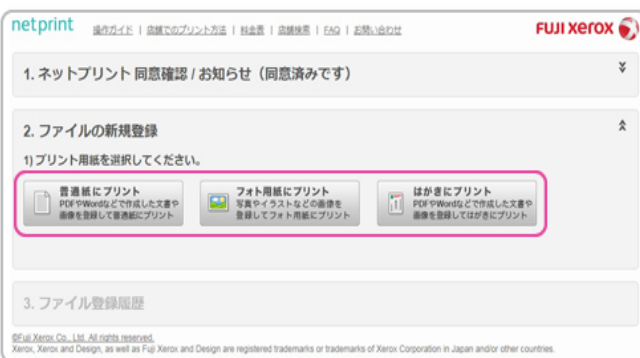 netprint 操作ガイド | 店舗でのプリント方法 | 料金表 | 店舗検索 | FAQ | お問い合わせ FUJI XEROX
1. ネットプリント 同意確認 / お知らせ（同意済みです）
2. ファイルの新規登録
1) プリント用紙を選択してください。
普通紙にプリント
PDFやWordなどで作成した文書や
画像を登録して普通紙にプリント
フォト用紙にプリント
写真やイラストなどの画像を
登録してフォト用紙にプリント
はがきにプリント
PDFやWordなどで作成した文書や
画像を登録してはがきにプリント
3. ファイル登録履歴
©Fuji Xerox Co., Ltd. All rights reserved.
Xerox, Xerox and Design, as well as Fuji Xerox and Design are registered trademarks or trademarks of Xerox Corporation in Japan and/or other countries.